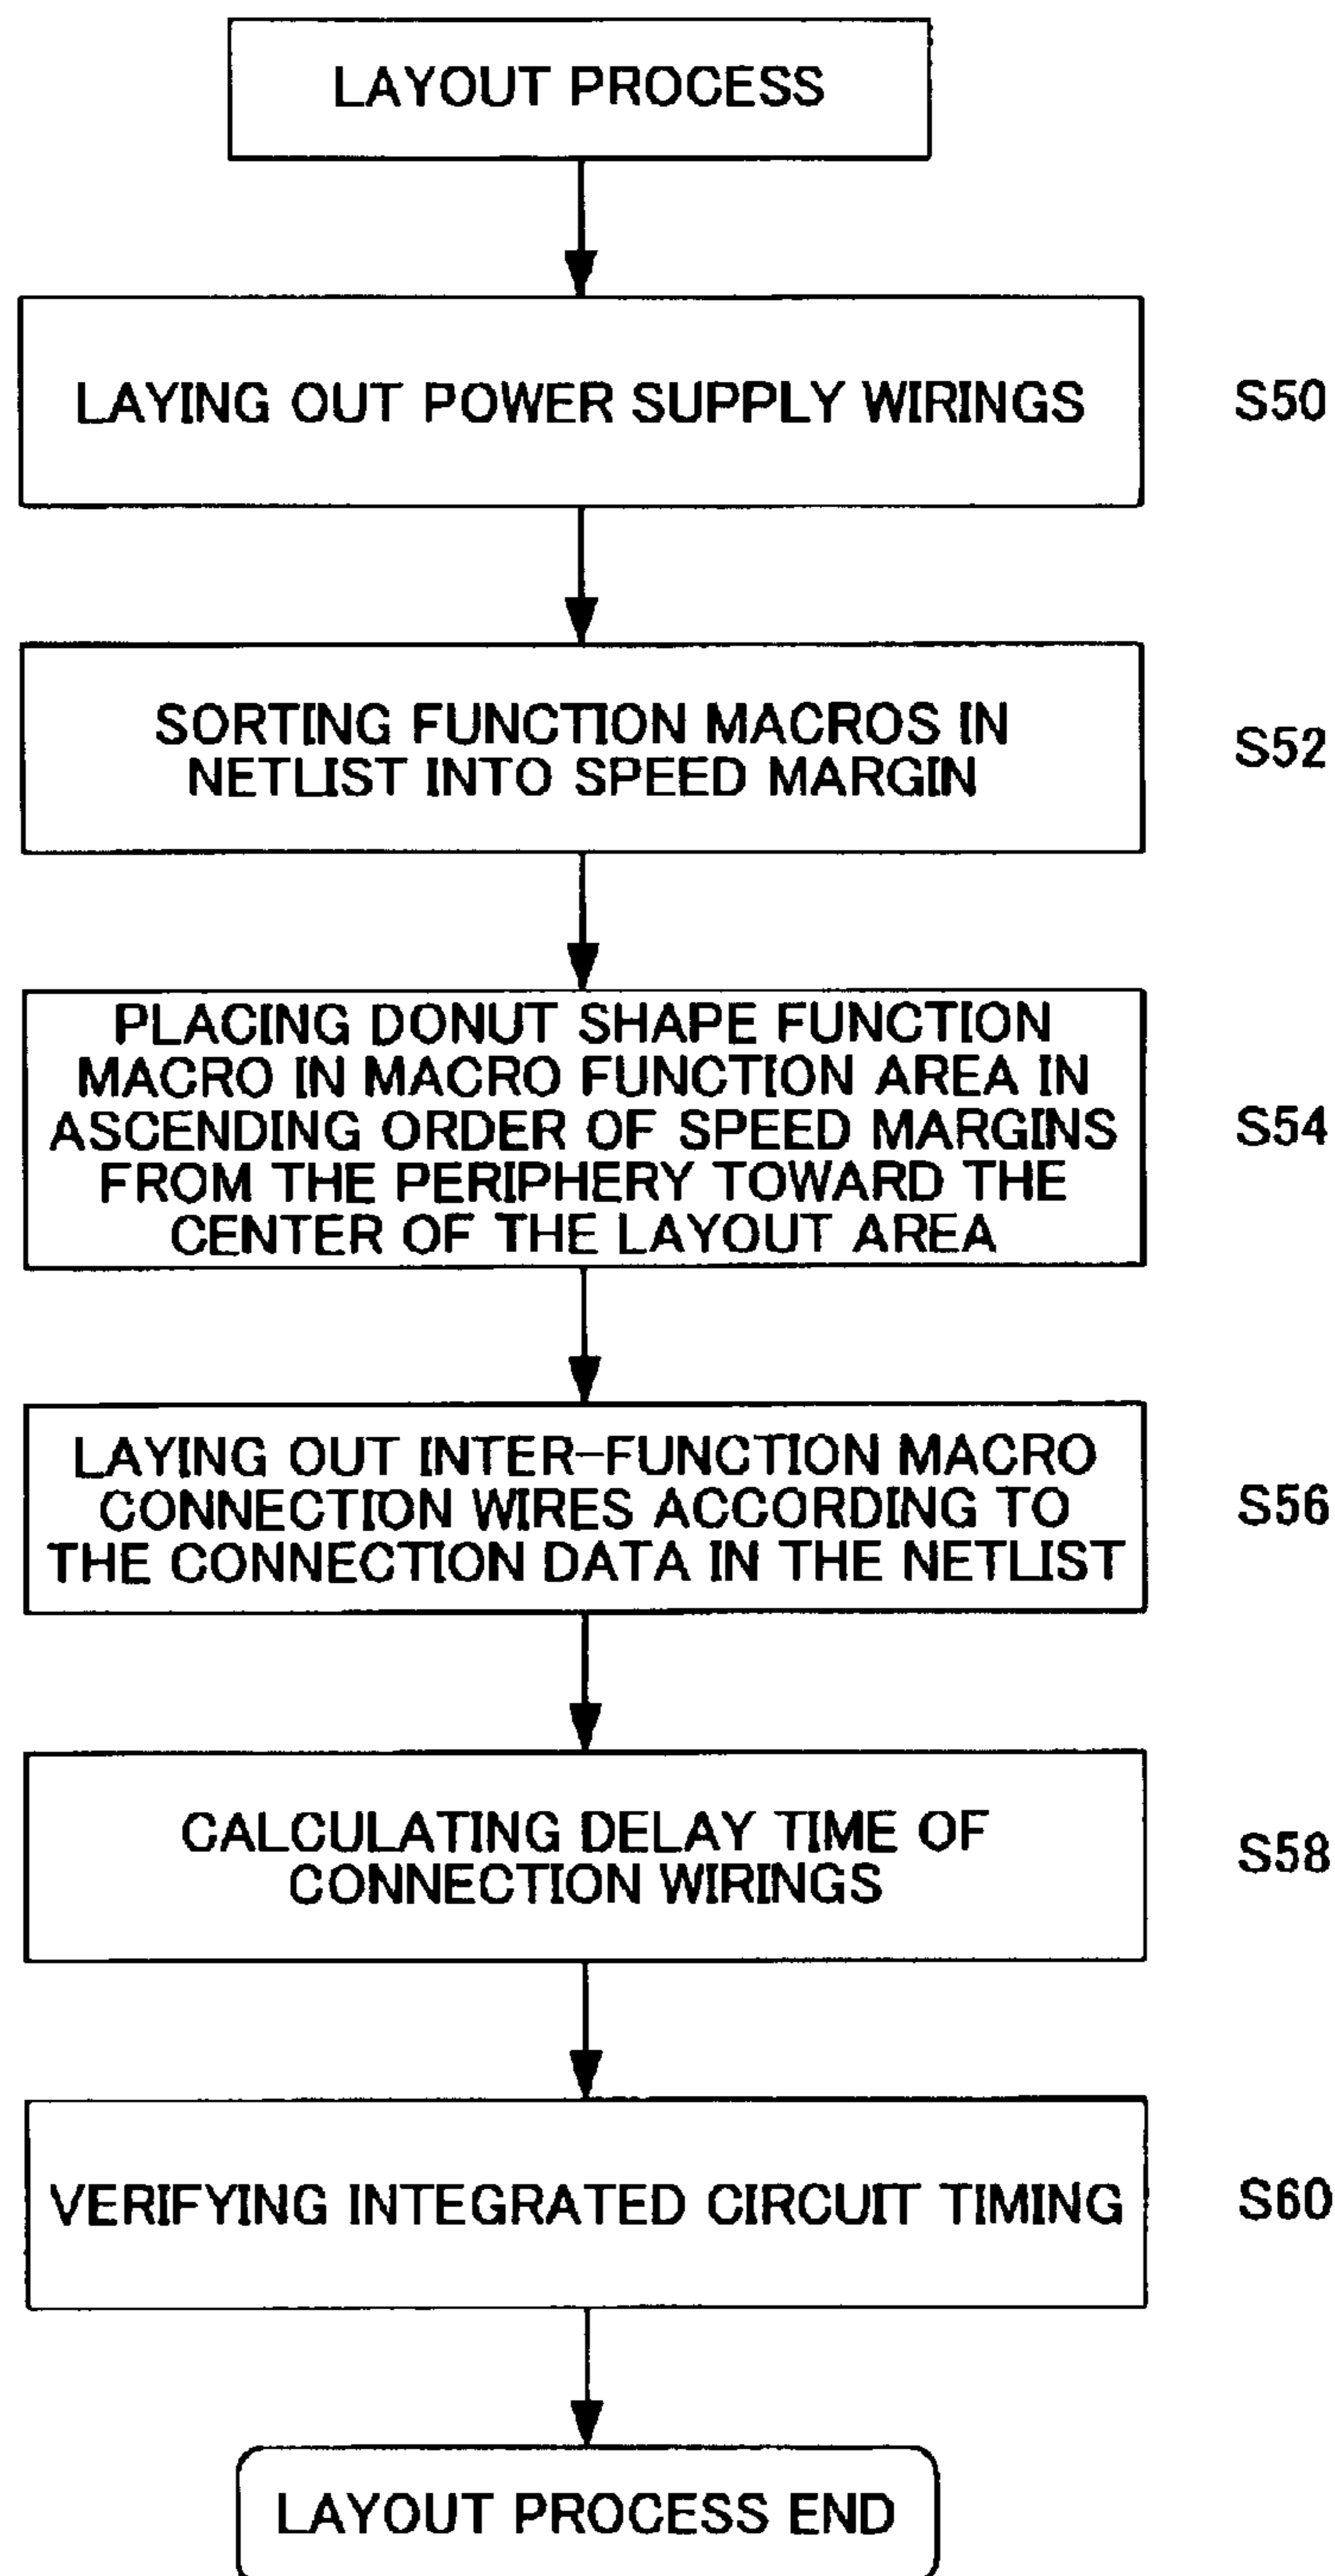 LAYOUT PROCESS
LAYING OUT POWER SUPPLY WIRINGS
S50
SORTING FUNCTION MACROS IN
NETLIST INTO SPEED MARGIN
S52
PLACING DONUT SHAPE FUNCTION
MACRO IN MACRO FUNCTION AREA IN
ASCENDING ORDER OF SPEED MARGINS
FROM THE PERIPHERY TOWARD THE
CENTER OF THE LAYOUT AREA
S54
LAYING OUT INTER-FUNCTION MACRO
CONNECTION WIRES ACCORDING TO
THE CONNECTION DATA IN THE NETLIST
S56
CALCULATING DELAY TIME OF
CONNECTION WIRINGS
S58
VERIFYING INTEGRATED CIRCUIT TIMING
S60
LAYOUT PROCESS END